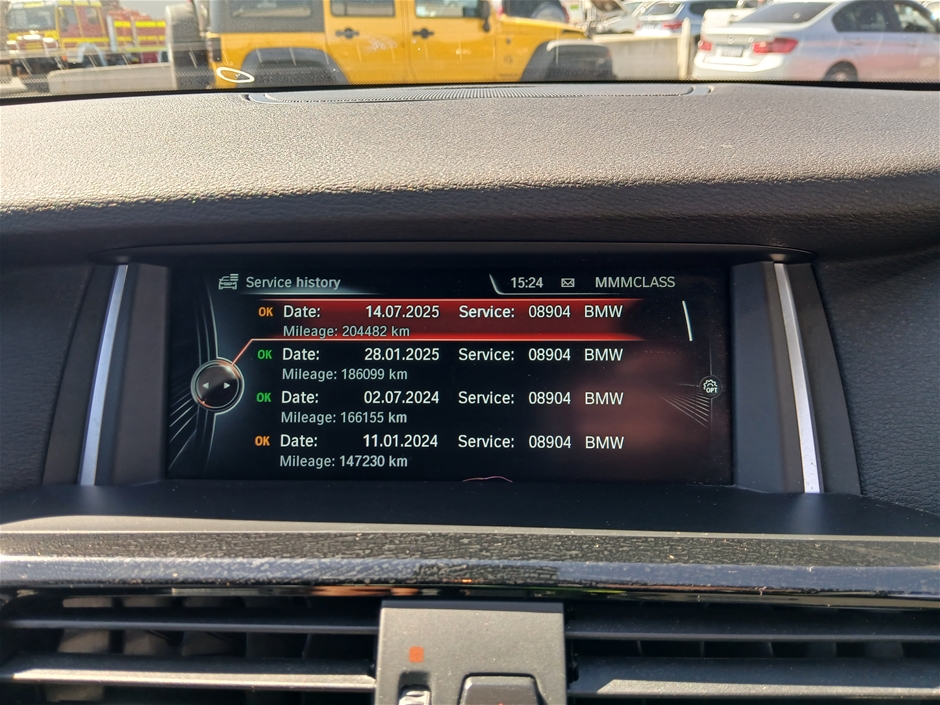 Service history 15:24 MMMCLASS
OK Date: 14.07.2025 Service: 08904 BMW
Mileage: 204482 km
OK Date: 28.01.2025 Service: 08904 BMW
Mileage: 186099 km
OK Date: 02.07.2024 Service: 08904 BMW
Mileage: 166155 km
OPT
OK Date: 11.01.2024 Service: 08904 BMW
Mileage: 147230 km